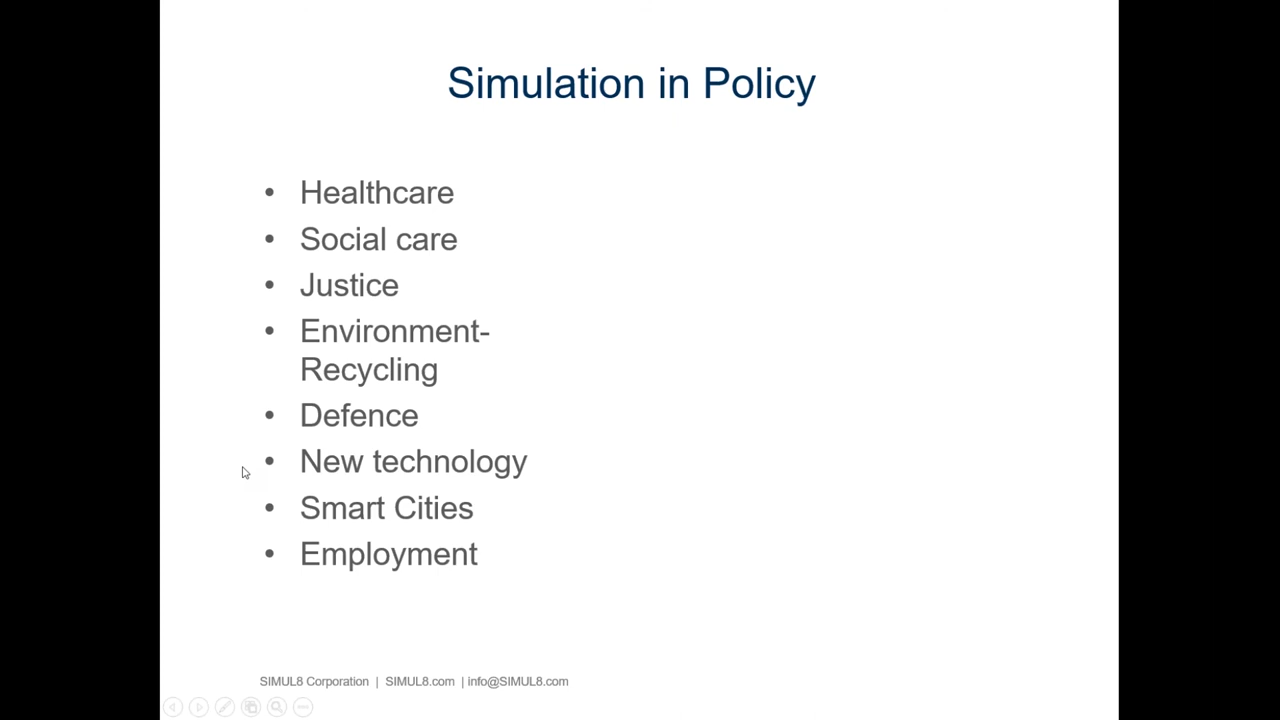 Simulation in Policy
• Healthcare
• Social care
• Justice
• Environment-
Recycling
• Defence
• New technology
• Smart Cities
• Employment
SIMUL8 Corporation | SIMUL8.com | info@SIMUL8.com